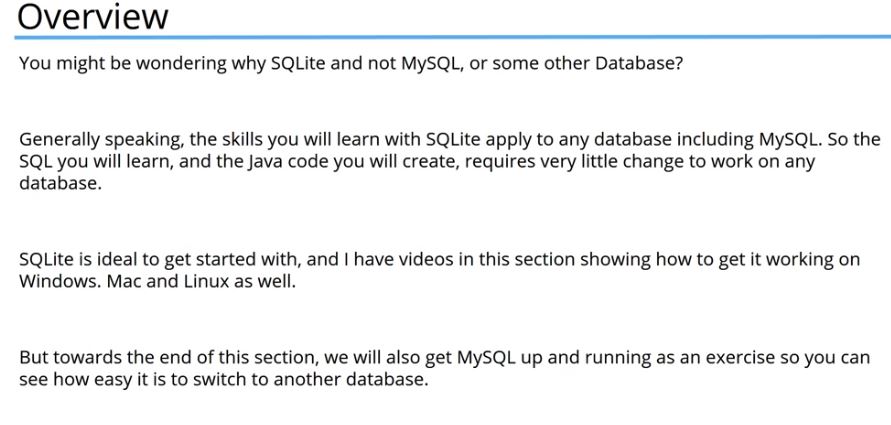 Overview
You might be wondering why SQLite and not MySQL, or some other Database?
Generally speaking, the skills you will learn with SQLite apply to any database including MySQL. So the
SQL you will learn, and the Java code you will create, requires very little change to work on any
database.
SQLite is ideal to get started with, and I have videos in this section showing how to get it working on
Windows. Mac and Linux as well.
But towards the end of this section, we will also get MySQL up and running as an exercise so you can
see how easy it is to switch to another database.